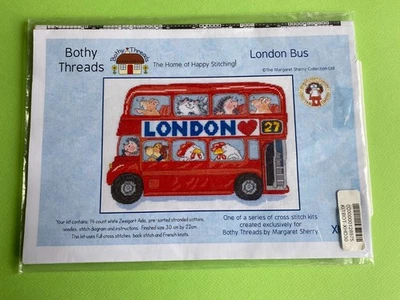 Bothy
Threads
Bothy Threads
The Home of Happy Stitching!
London Bus
©The Margaret Sherry Collection Ltd
LONDON
27
Your kit contains: 14 count white Zweigart Aida, pre-sorted stranded cottons,
needles, stitch diagram and instructions. Finished size 30 cm by 22cm.
This kit uses full cross stitches, back stitch and French knots.
One of a series of cross stitch kits
created exclusively for
Bothy Threads by Margaret Sherry.